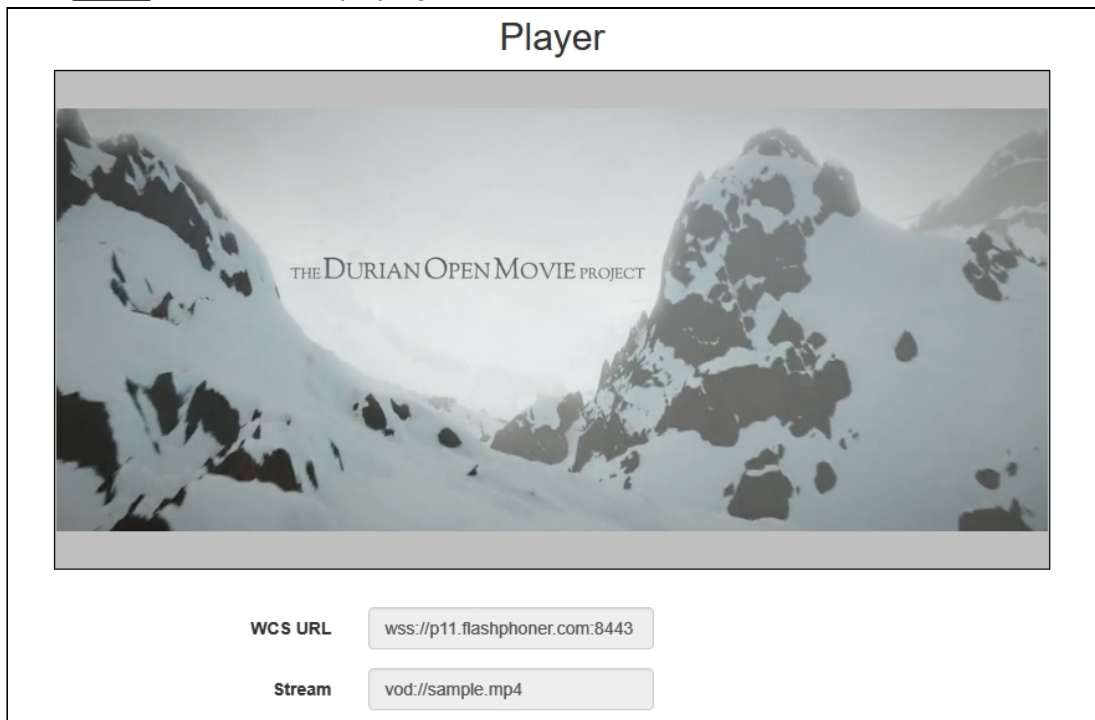 Player
THE DURIAN OPEN MOVIE PROJECT
WCS URL
wss://p11.flashphoner.com:8443
Stream
vod://sample.mp4